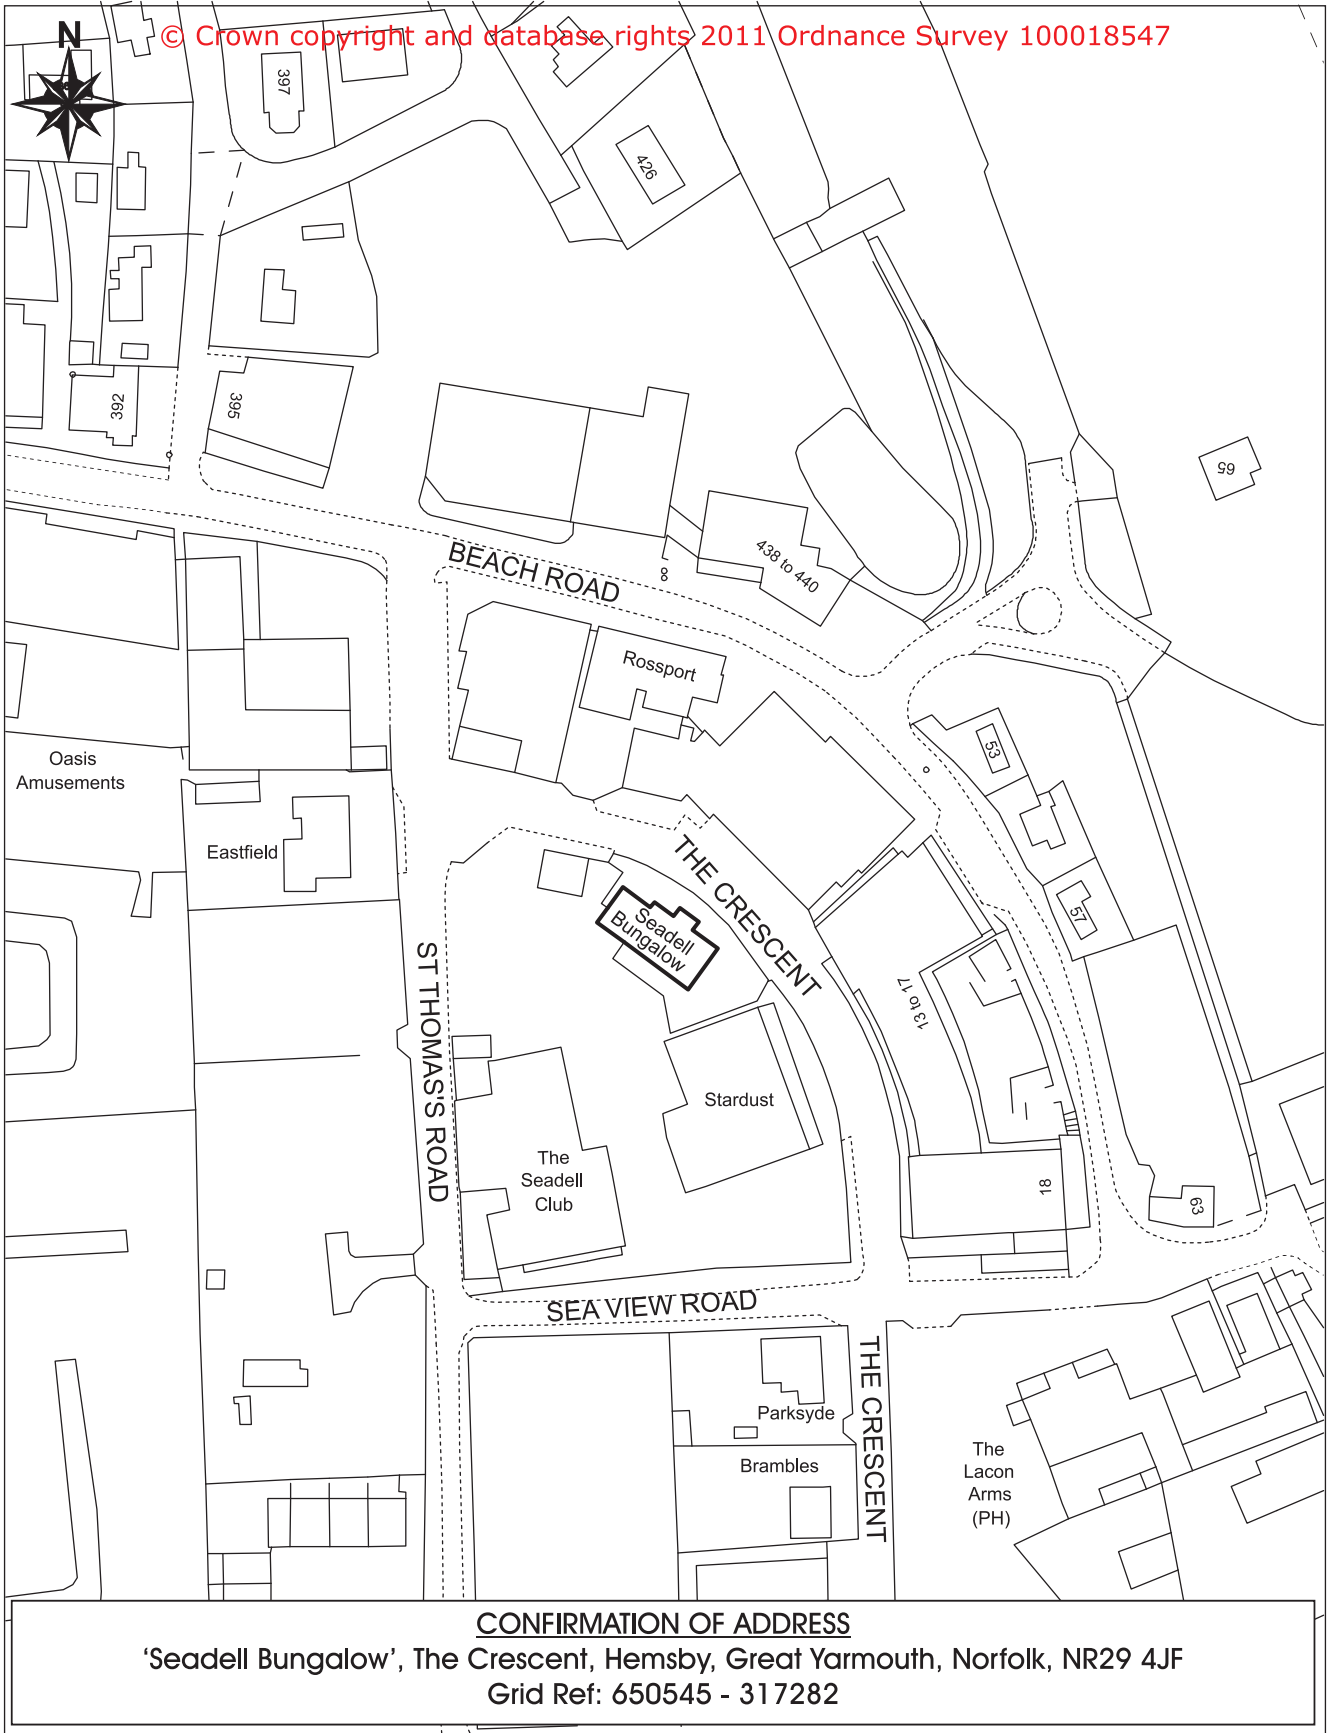 N
© Crown copyright and database rights 2011 Ordnance Survey 100018547
397
426
392
395
65
438 to 440
BEACH ROAD
Rossport
53
Oasis
Amusements
Eastfield
THE CRESCENT
57
Seadell
Bungalow
ST THOMAS'S ROAD
13 to 17
Stardust
The
Seadell
Club
18
63
SEA VIEW ROAD
THE CRESCENT
Parksyde
Brambles
The
Lacon
Arms
(PH)
CONFIRMATION OF ADDRESS
‘Seadell Bungalow’, The Crescent, Hemsby, Great Yarmouth, Norfolk, NR29 4JF
Grid Ref: 650545 - 317282